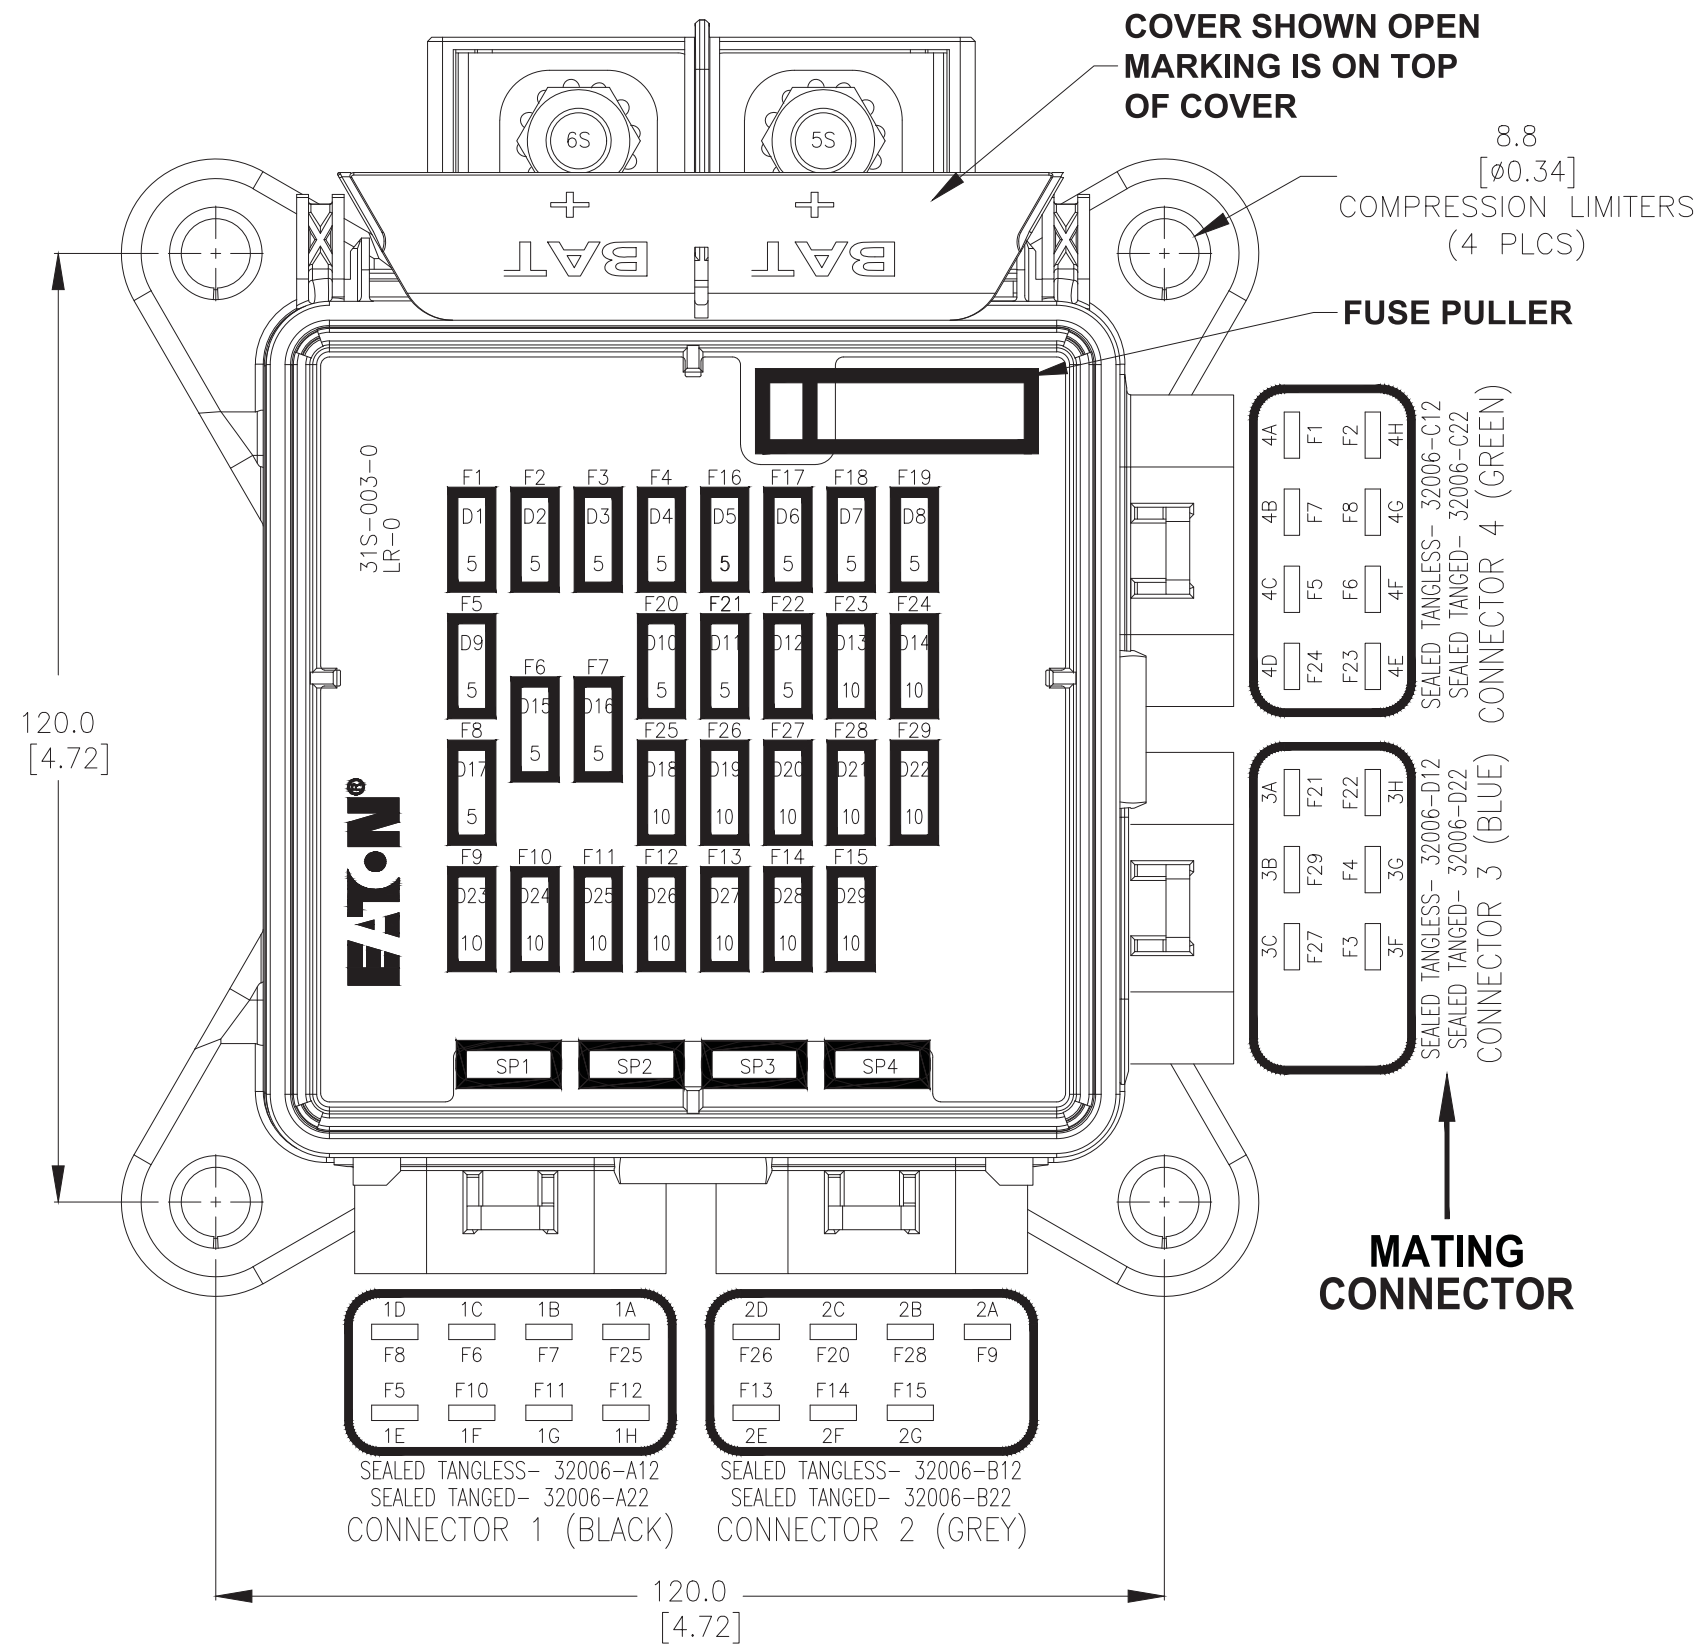 COVER SHOWN OPEN
MARKING IS ON TOP
OF COVER
6S
5S
8.8
[ø0.34]
COMPRESSION LIMITERS
(4 PLCS)
+ +
BAT BAT
FUSE PULLER
31S-003-0
LR-0
F1 F2 F3 F4 F16 F17 F18 F19
D1 D2 D3 D4 D5 D6 D7 D8
5 5 5 5 5 5 5 5
F5 F20 F21 F22 F23 F24
D9 D10 D11 D12 D13 D14
5 5 5 5 10 10
F6 F7
D15 D16
5 5
F8 F25 F26 F27 F28 F29
D17 D18 D19 D20 D21 D22
5 10 10 10 10 10
F9 F10 F11 F12 F13 F14 F15
D23 D24 D25 D26 D27 D28 D29
10 10 10 10 10 10 10
EATON®
SP1 SP2 SP3 SP4
120.0
[4.72]
4A F1 F2 4H
4B F7 F8 4G
4C F5 F6 4F
4D F24 F23 4E
SEALED TANGLESS- 32006-C12
SEALED TANGED- 32006-C22
CONNECTOR 4 (GREEN)
3A F21 F22 3H
3B F29 F4 3G
3C F27 F3 3F
SEALED TANGLESS- 32006-D12
SEALED TANGED- 32006-D22
CONNECTOR 3 (BLUE)
MATING
CONNECTOR
1D 1C 1B 1A
F8 F6 F7 F25
F5 F10 F11 F12
1E 1F 1G 1H
SEALED TANGLESS- 32006-A12
SEALED TANGED- 32006-A22
CONNECTOR 1 (BLACK)
2D 2C 2B 2A
F26 F20 F28 F9
F13 F14 F15
2E 2F 2G
SEALED TANGLESS- 32006-B12
SEALED TANGED- 32006-B22
CONNECTOR 2 (GREY)
120.0
[4.72]